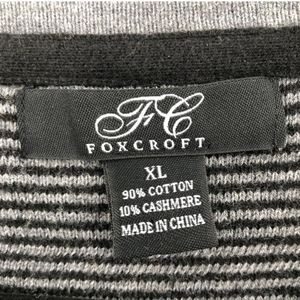 FC
FOXCROFT
XL
90% COTTON
10% CASHMERE
MADE IN CHINA